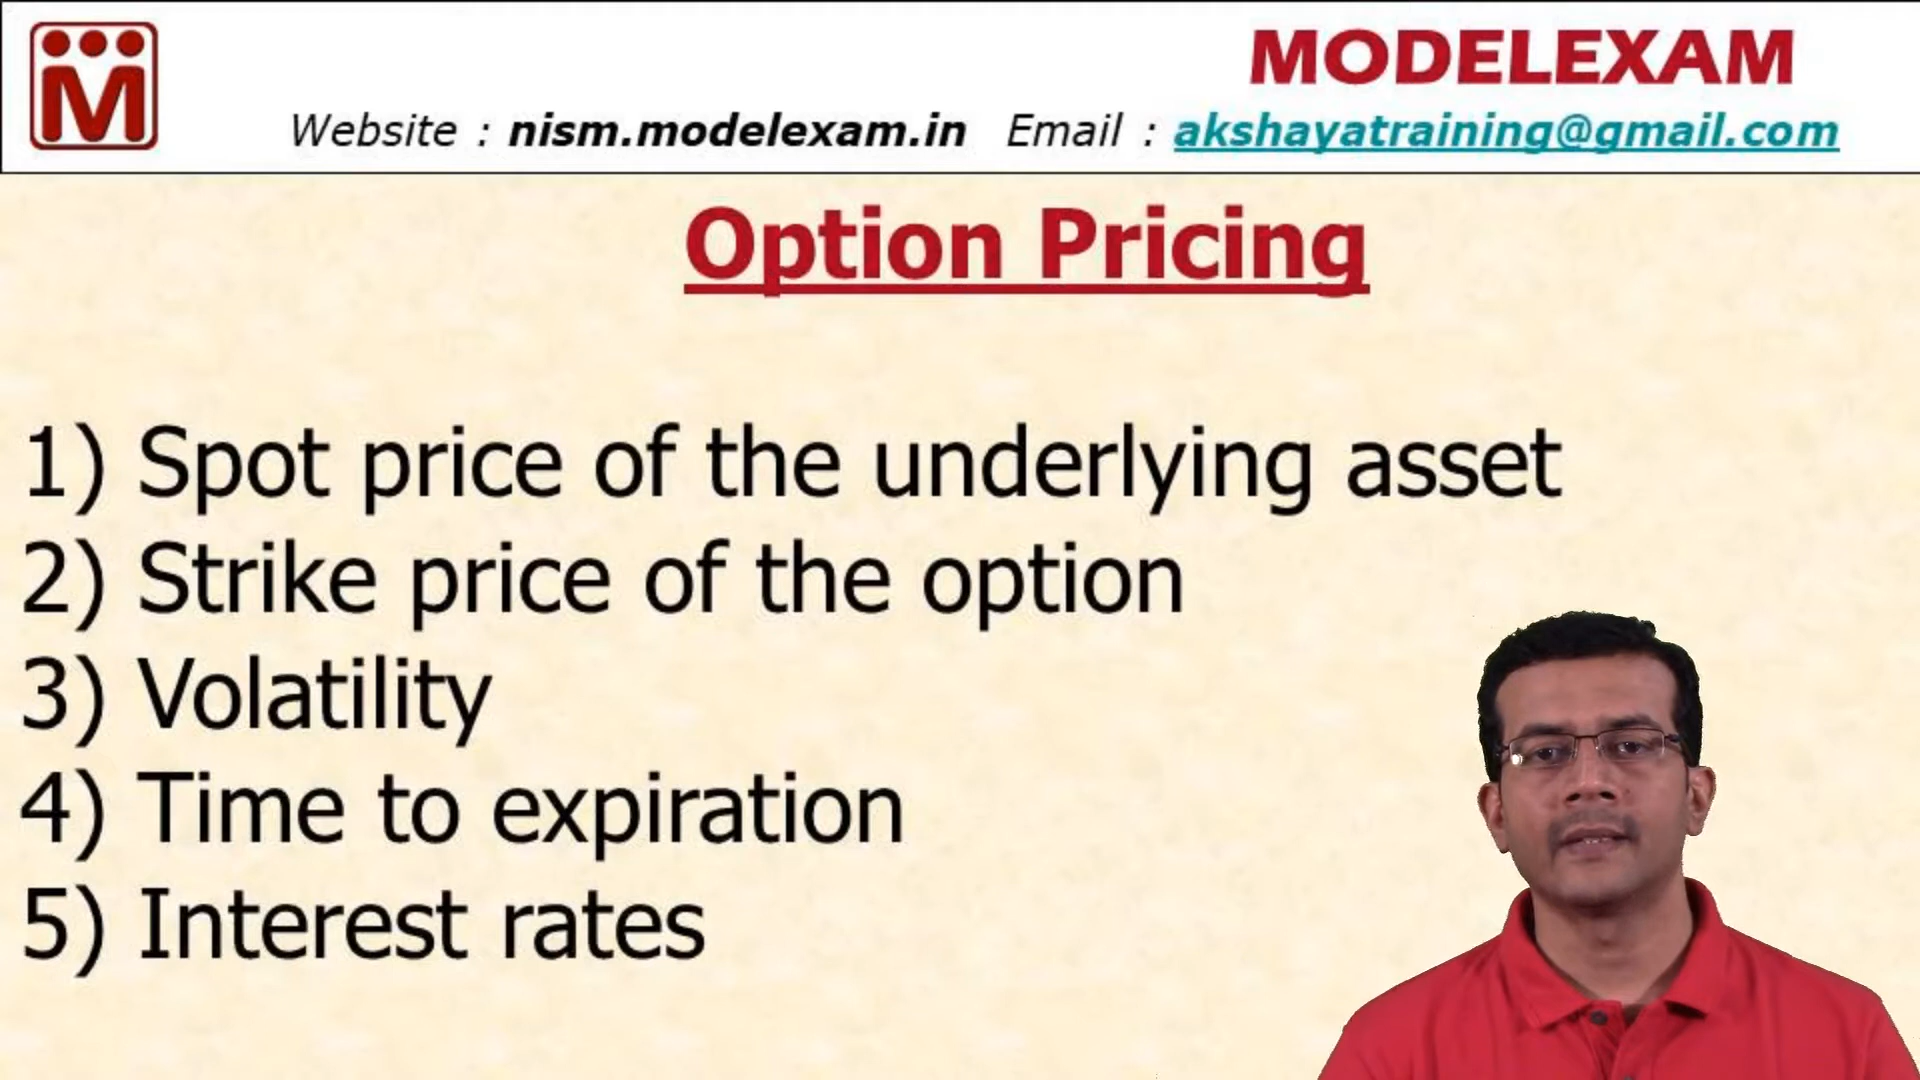 M
MODELEXAM
Website : nism.modelexam.in Email : akshayatraining@gmail.com
Option Pricing
1) Spot price of the underlying asset
2) Strike price of the option
3) Volatility
4) Time to expiration
5) Interest rates